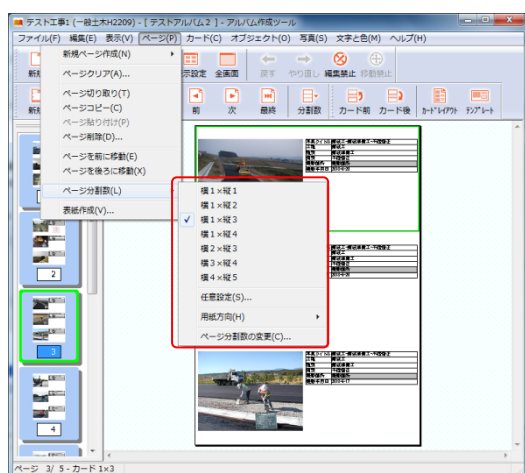 テスト工事1 (一般土木H2209) - [ テストアルバム2 ] - アルバム作成ツール
ファイル(F) 編集(E) 表示(V) ページ(P) カード(C) オブジェクト(O) 写真(S) 文字と色(M) ヘルプ(H)
新規ページ作成(N)
ページクリア(A)...
ページ切り取り(T)
ページコピー(C)
ページ貼り付け(P)
ページ削除(D)...
ページを前に移動(E)
ページを後ろに移動(X)
ページ分割数(L)
表紙作成(V)...
示設定 全画面 戻す やり直し 編集禁止 移動禁止
前 次 最終 分割数 カード前 カード後 カードレイアウト テンプレート
横1×縦1
横1×縦2
横1×縦3
横1×縦4
横2×縦3
横3×縦4
横4×縦5
任意設定(S)...
用紙方向(H)
ページ分割数の変更(C)...
2
3
4
ページ 3/ 5 - カード 1×3